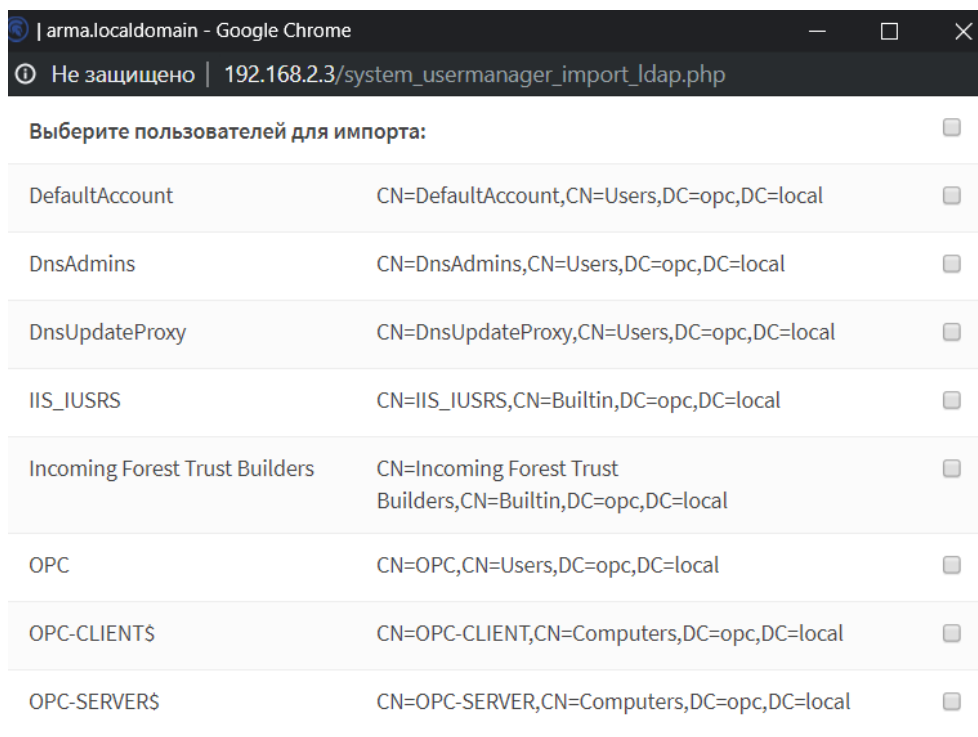 | arma.localdomain - Google Chrome
Не защищено | 192.168.2.3/system_usermanager_import_ldap.php
Выберите пользователей для импорта:
DefaultAccount CN=DefaultAccount,CN=Users,DC=opc,DC=local
DnsAdmins CN=DnsAdmins,CN=Users,DC=opc,DC=local
DnsUpdateProxy CN=DnsUpdateProxy,CN=Users,DC=opc,DC=local
IIS_IUSRS CN=IIS_IUSRS,CN=Builtin,DC=opc,DC=local
Incoming Forest Trust Builders CN=Incoming Forest Trust
Builders,CN=Builtin,DC=opc,DC=local
OPC CN=OPC,CN=Users,DC=opc,DC=local
OPC-CLIENT$ CN=OPC-CLIENT,CN=Computers,DC=opc,DC=local
OPC-SERVER$ CN=OPC-SERVER,CN=Computers,DC=opc,DC=local